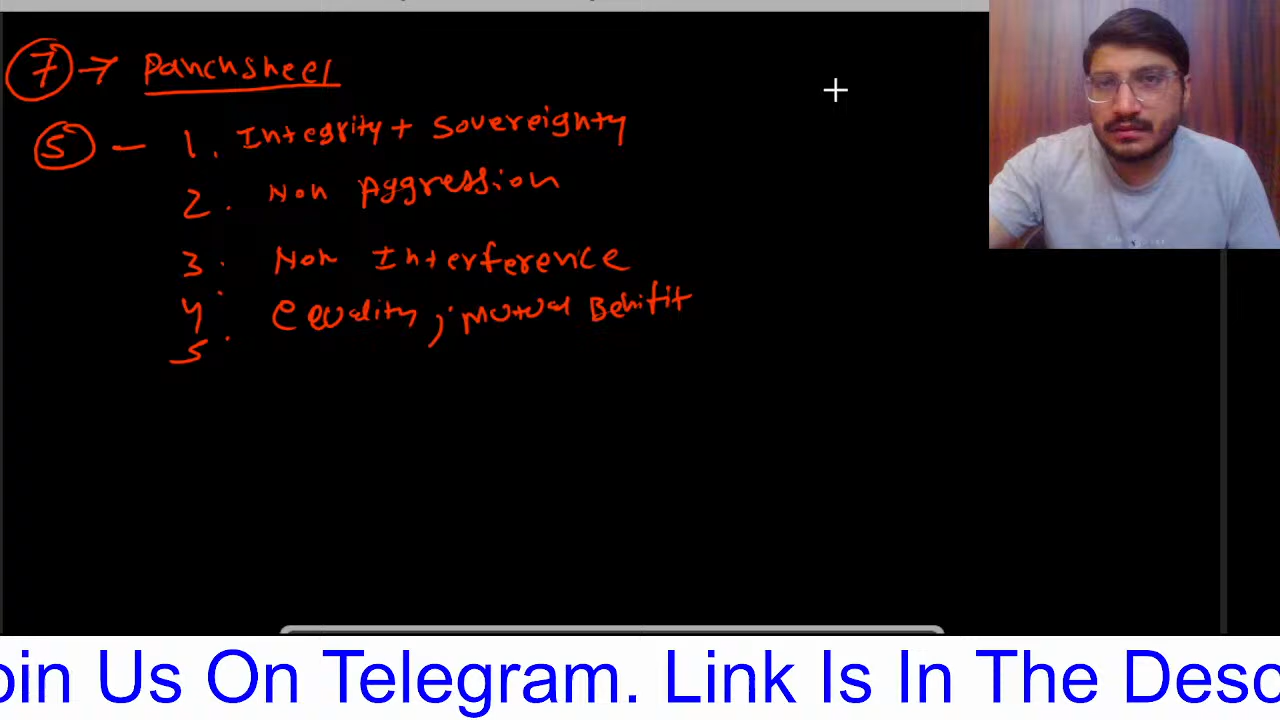 7 → Panchsheel
5 - 1. Integrity + Sovereignty
2. Non Aggression
3. Non Interference
4. Equality, Mutual Benifit
5.
oin Us On Telegram. Link Is In The Desc